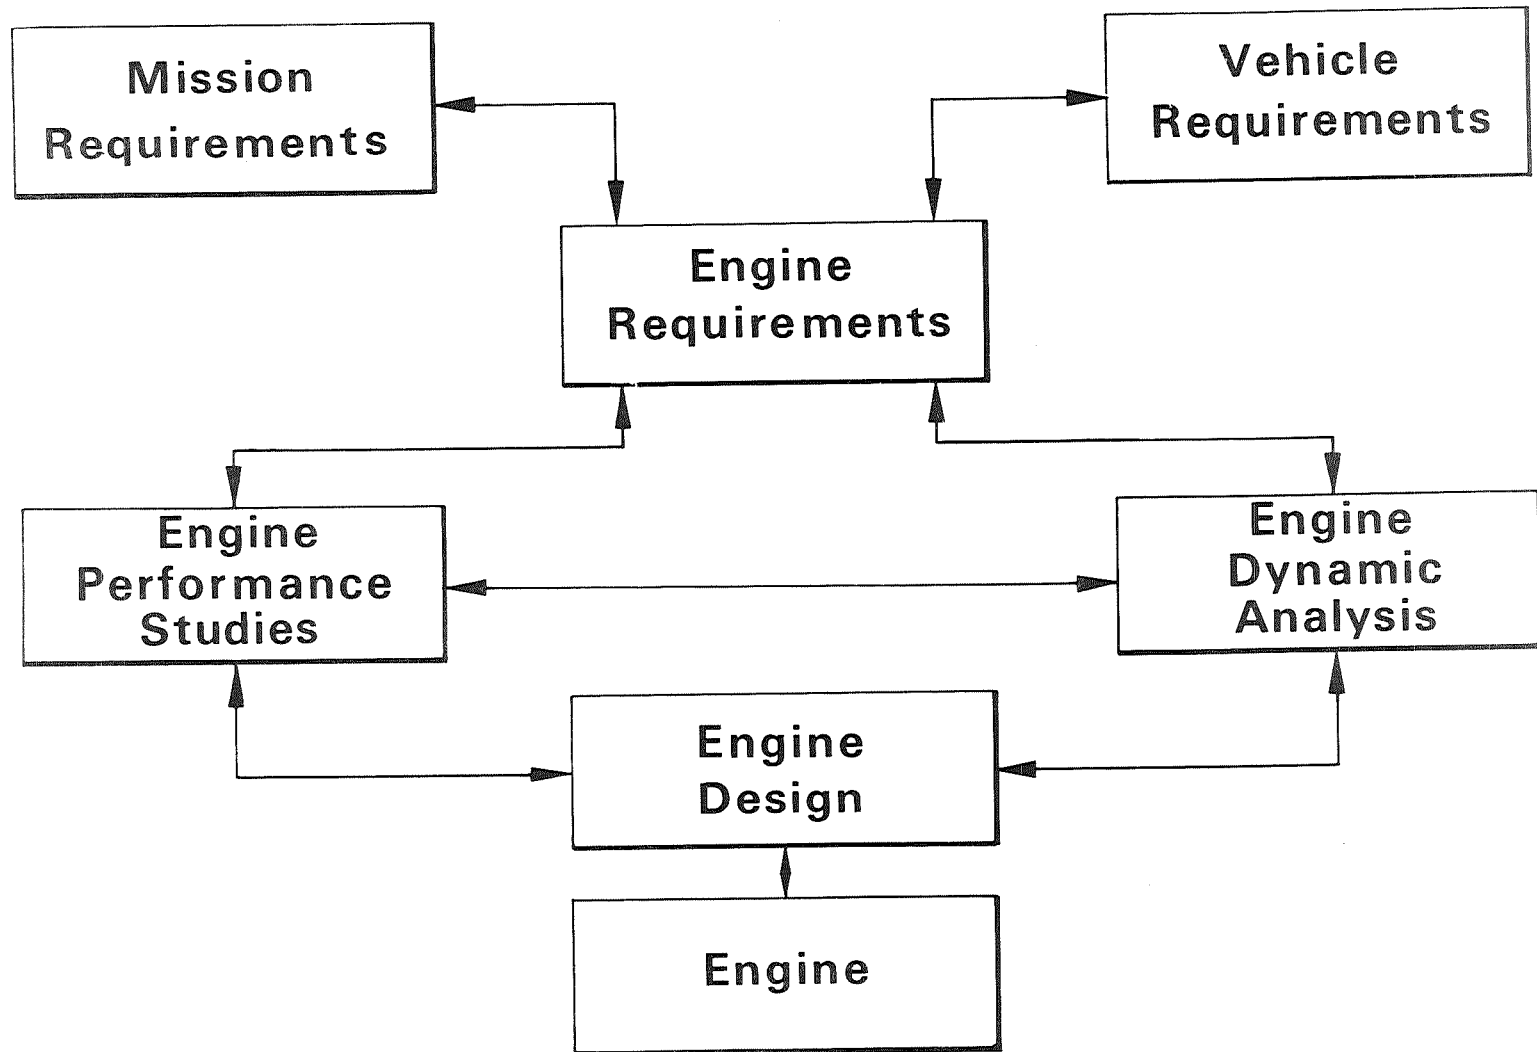 Mission
Requirements
Vehicle
Requirements
Engine
Requirements
Engine
Performance
Studies
Engine
Dynamic
Analysis
Engine
Design
Engine